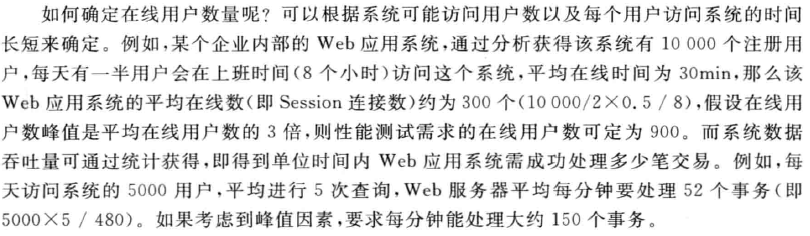 如何确定在线用户数量呢？可以根据系统可能访问用户数以及每个用户访问系统的时间
长短来确定。例如,某个企业内部的 Web 应用系统,通过分析获得该系统有 10 000 个注册用
户,每天有一半用户会在上班时间(8 个小时)访问这个系统,平均在线时间为 30min,那么该
Web 应用系统的平均在线数(即 Session 连接数)约为 300 个(10 000/2×0.5 / 8),假设在线用
户数峰值是平均在线用户数的 3 倍,则性能测试需求的在线用户数可定为 900。而系统数据
吞吐量可通过统计获得,即得到单位时间内 Web 应用系统需成功处理多少笔交易。例如,每
天访问系统的 5000 用户,平均进行 5 次查询,Web 服务器平均每分钟要处理 52 个事务(即
5000×5 / 480)。如果考虑到峰值因素,要求每分钟能处理大约 150 个事务。